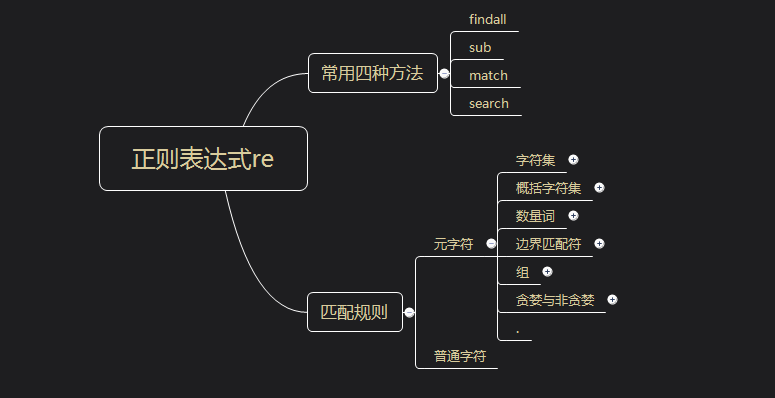 正则表达式re
常用四种方法
findall
sub
match
search
匹配规则
元字符
字符集
概括字符集
数量词
边界匹配符
组
贪婪与非贪婪
.
普通字符